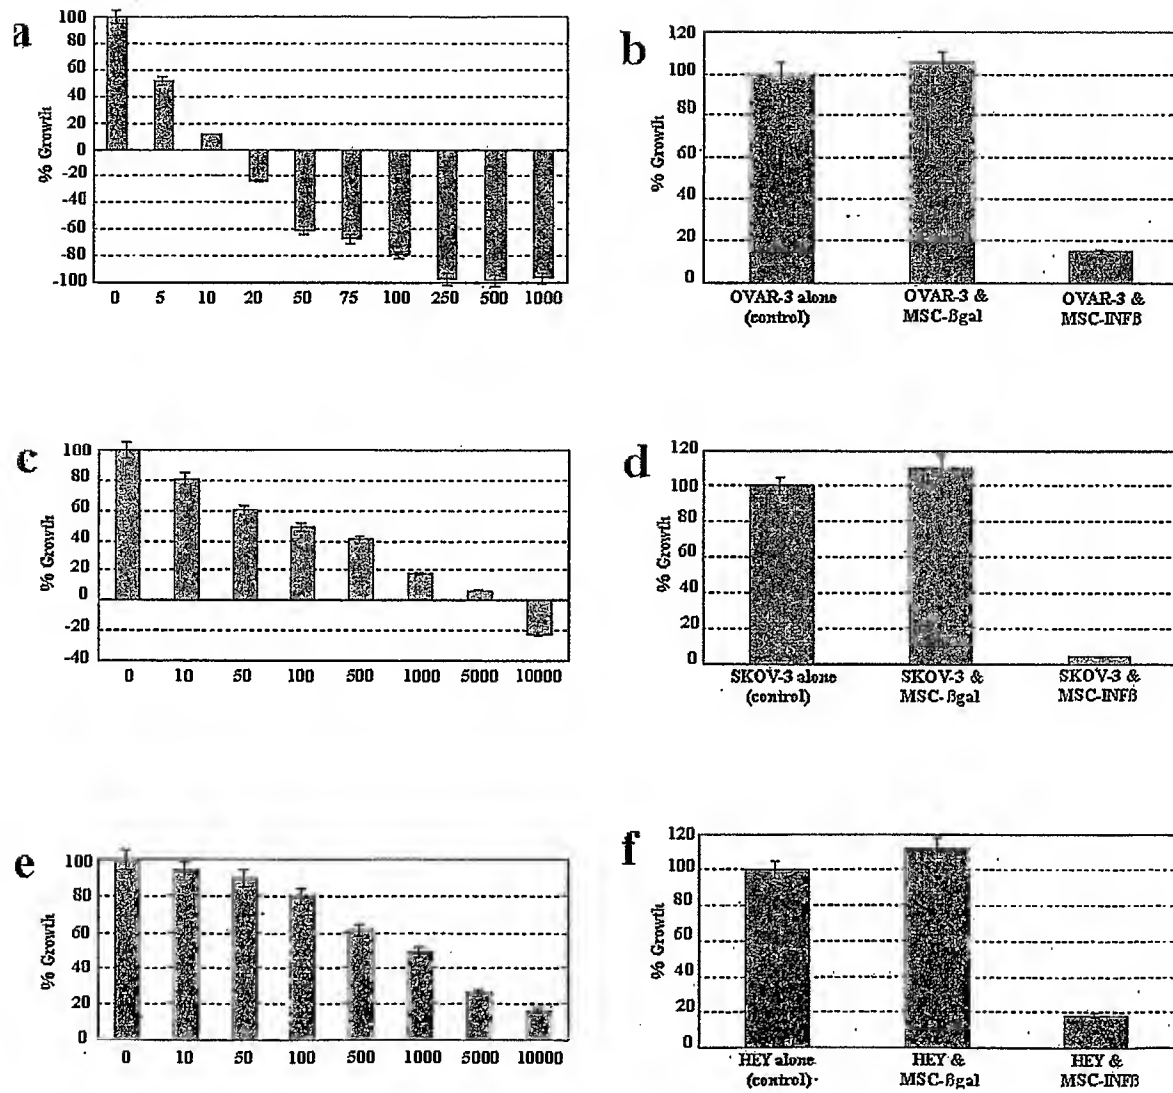 a
% Growth
100
80
60
40
20
0
-20
-40
-60
-80
-100
0 5 10 20 50 75 100 250 500 1000
b
% Growth
120
100
80
60
40
20
0
OVAR-3 alone
(control)
OVAR-3 &
MSC-βgal
OVAR-3 &
MSC-INFβ
c
% Growth
100
80
60
40
20
0
-20
-40
0 10 50 100 500 1000 5000 10000
d
% Growth
120
100
80
60
40
20
0
SKOV-3 alone
(control)
SKOV-3 &
MSC-βgal
SKOV-3 &
MSC-INFβ
e
% Growth
100
80
60
40
20
0
0 10 50 100 500 1000 5000 10000
f
% Growth
120
100
80
60
40
20
0
HEY alone
(control)
HEY &
MSC-βgal
HEY &
MSC-INFβ